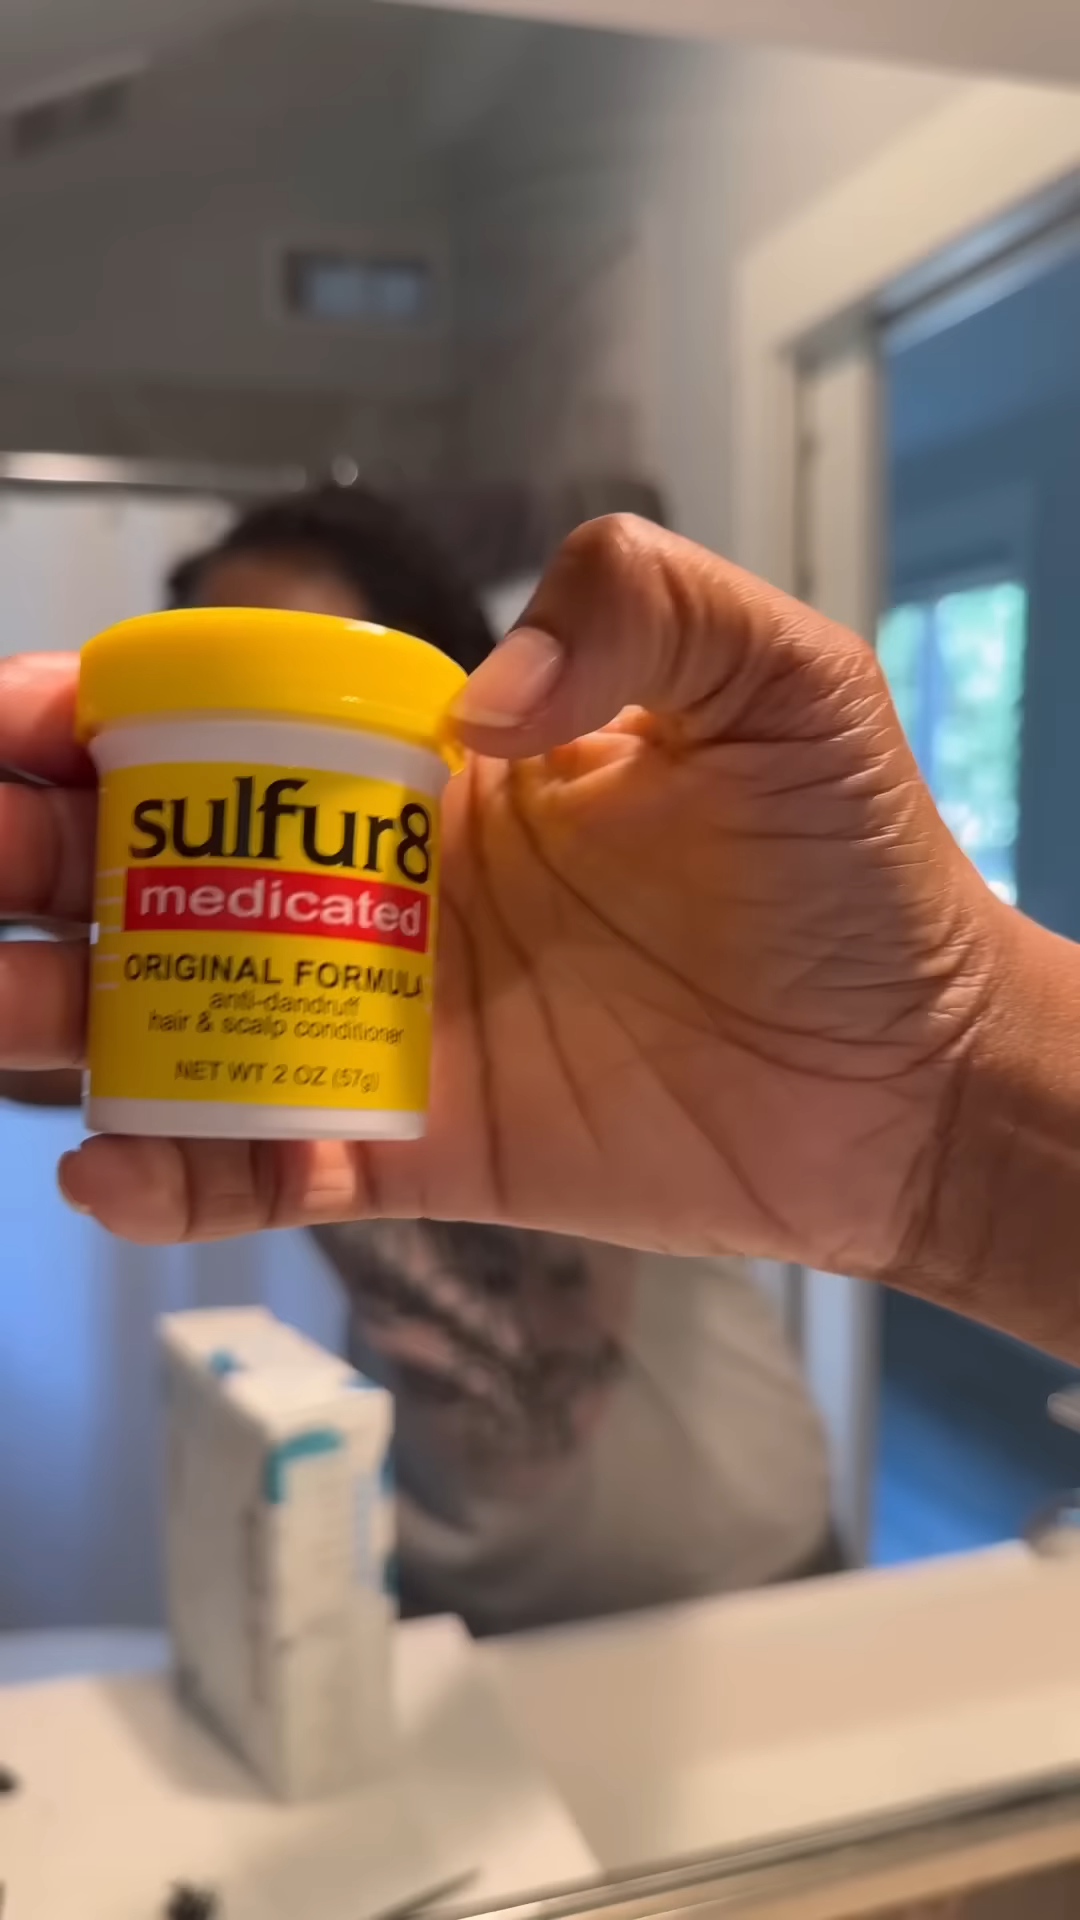 sulfur8
medicated
ORIGINAL FORMULA
anti-dandruff
hair & scalp conditioner
NET WT 2 OZ (57g)